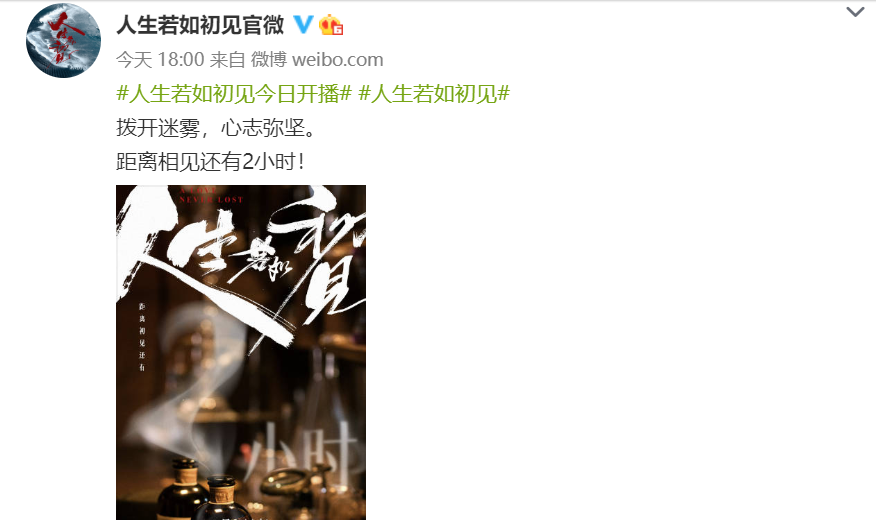 人生若如初见官微
今天 18:00 来自 微博 weibo.com
#人生若如初见今日开播# #人生若如初见#
拨开迷雾，心志弥坚。
距离相见还有2小时！
NEVER LOST
人生若如初见
距离初见还有
2小时